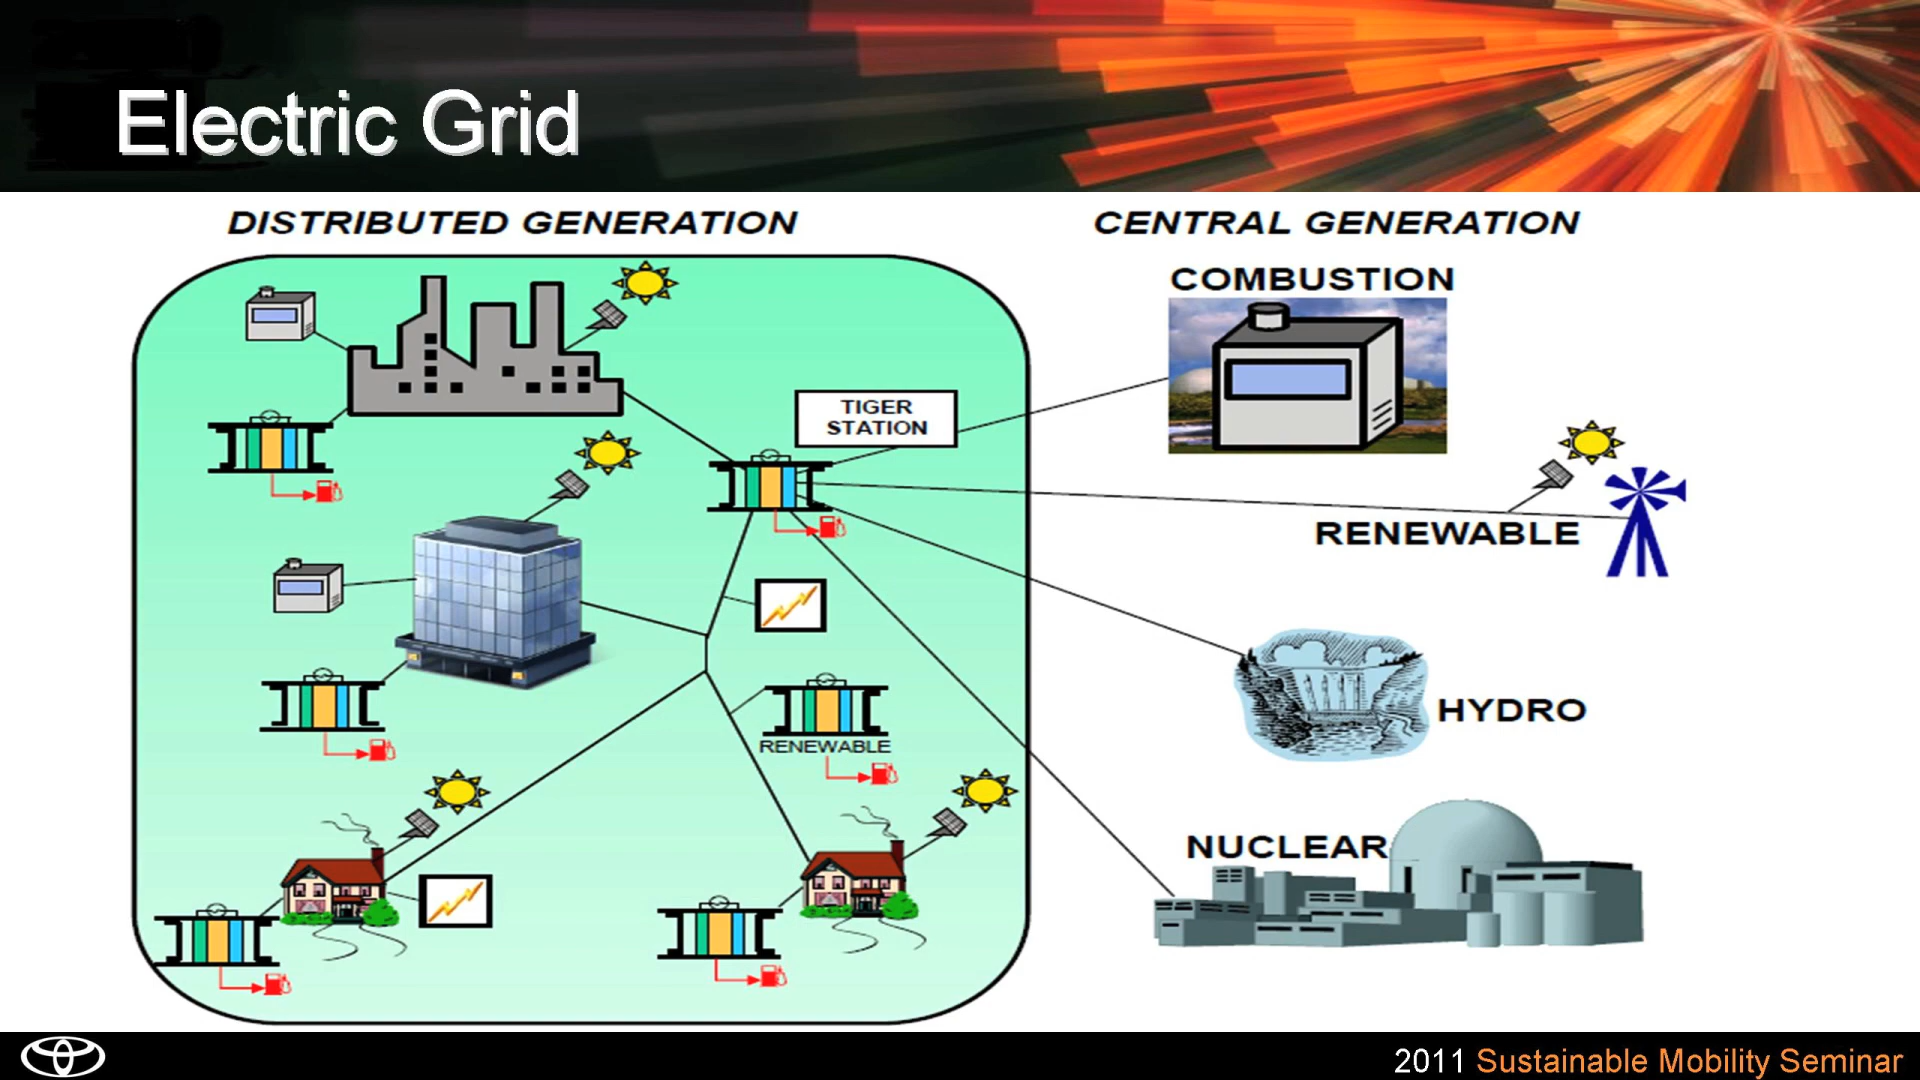 Electric Grid
DISTRIBUTED GENERATION
CENTRAL GENERATION
COMBUSTION
TIGER
STATION
RENEWABLE
HYDRO
RENEWABLE
NUCLEAR
2011 Sustainable Mobility Seminar